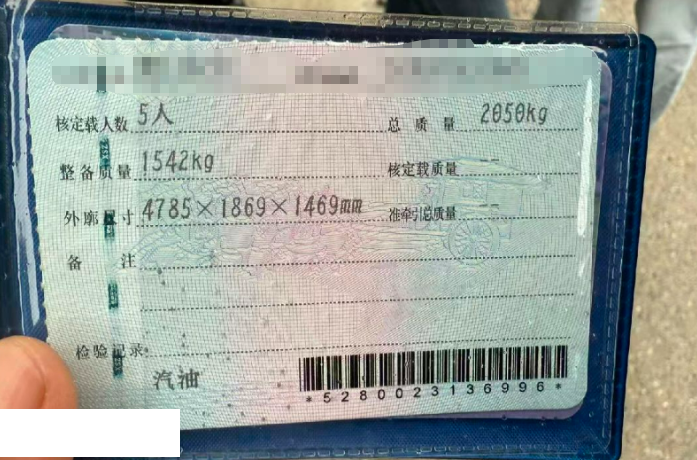 核定载人数 5人 总质量 2050kg
整备质量 1542kg 核定载质量 --
外廓尺寸 4785×1869×1469mm 准牵引总质量 --
备注
检验记录
汽油
*5280023136996*